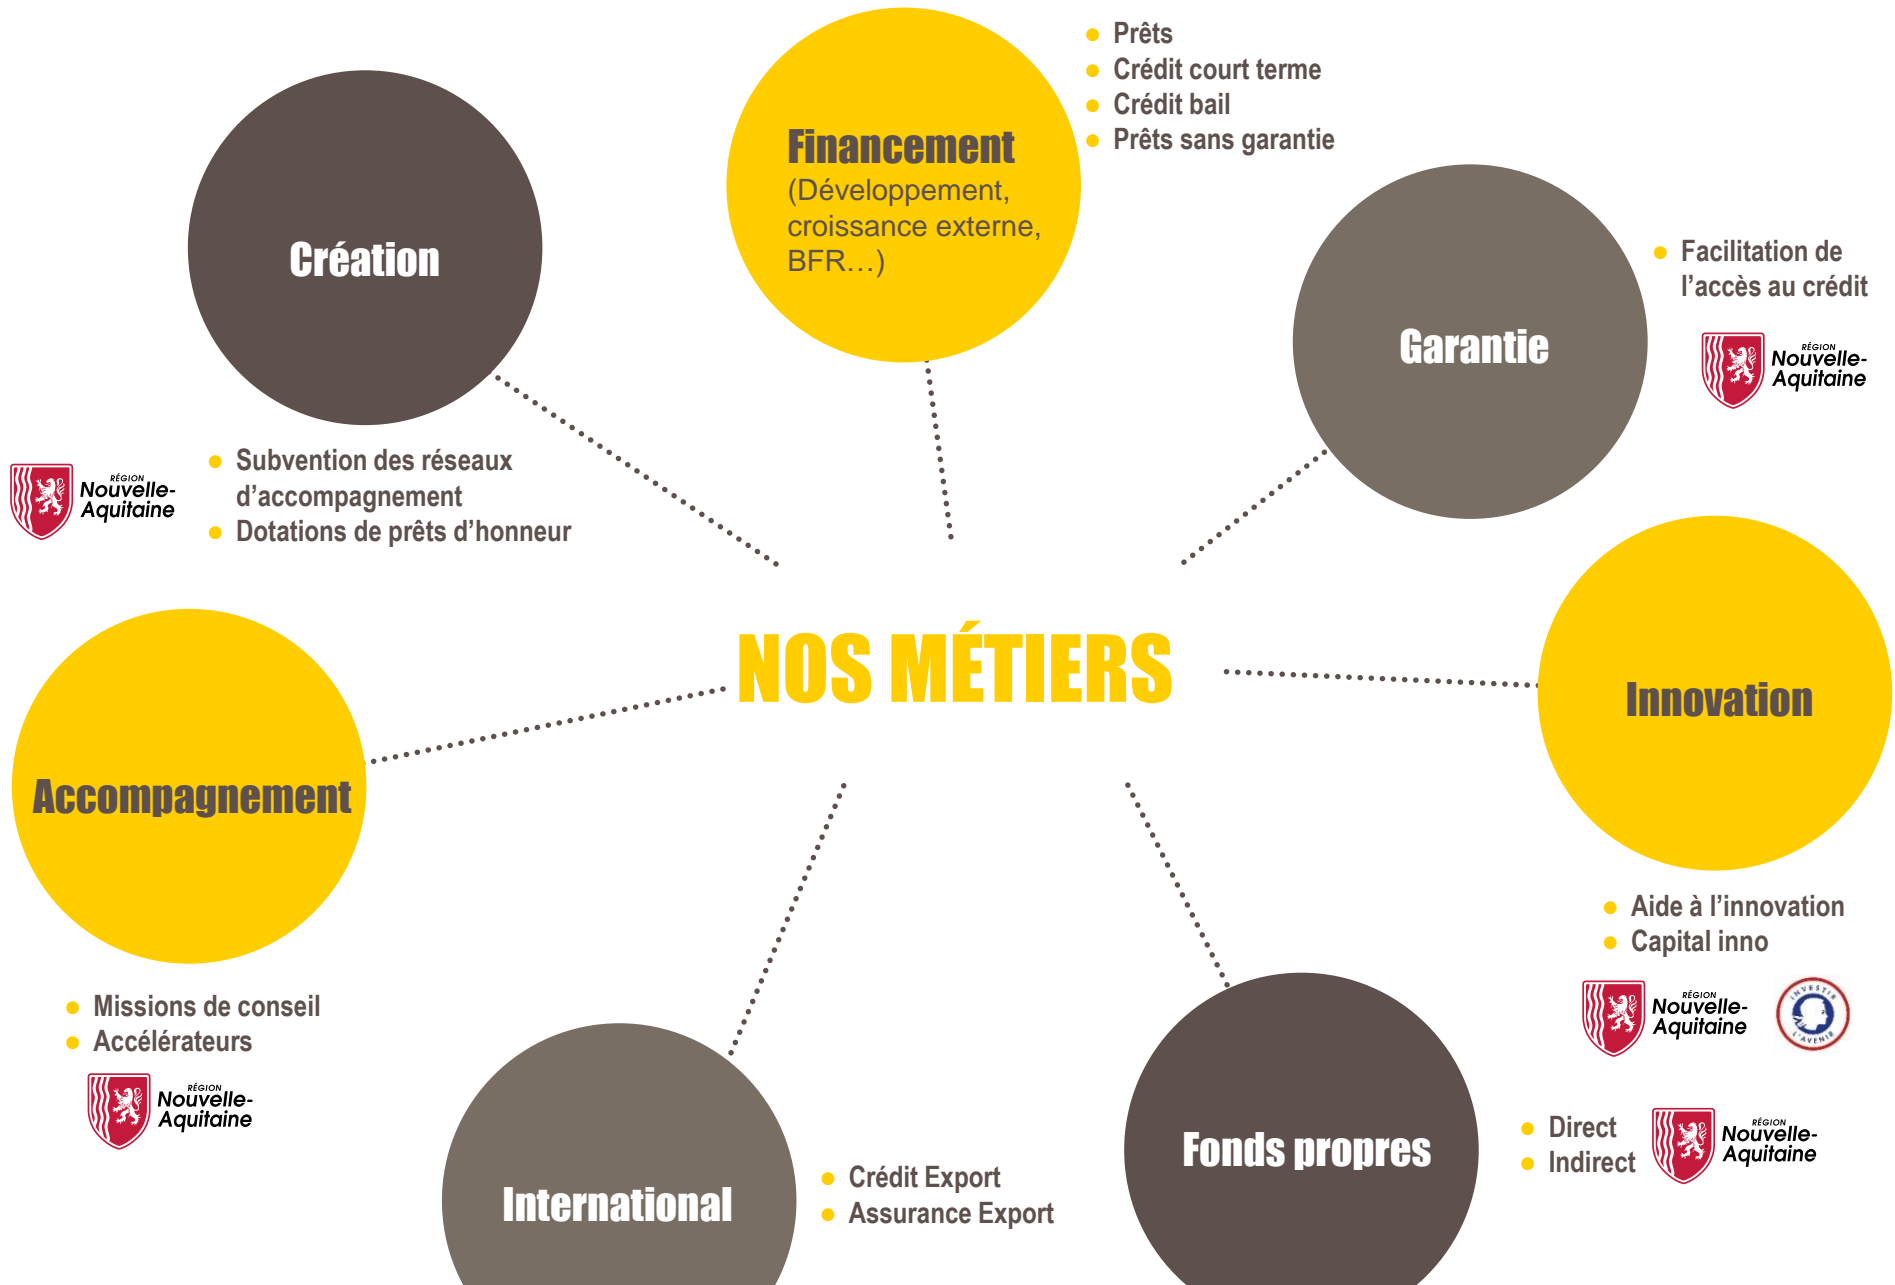 Prêts
Crédit court terme
Crédit bail
Prêts sans garantie
Financement
(Développement,
croissance externe,
BFR…)
Création
Subvention des réseaux
d’accompagnement
Dotations de prêts d’honneur
RÉGION
Nouvelle-
Aquitaine
Garantie
Facilitation de
l’accès au crédit
RÉGION
Nouvelle-
Aquitaine
NOS MÉTIERS
Innovation
Aide à l’innovation
Capital inno
RÉGION
Nouvelle-
Aquitaine
INVESTIR
L’AVENIR
Accompagnement
Missions de conseil
Accélérateurs
RÉGION
Nouvelle-
Aquitaine
International
Crédit Export
Assurance Export
Fonds propres
Direct
Indirect
RÉGION
Nouvelle-
Aquitaine